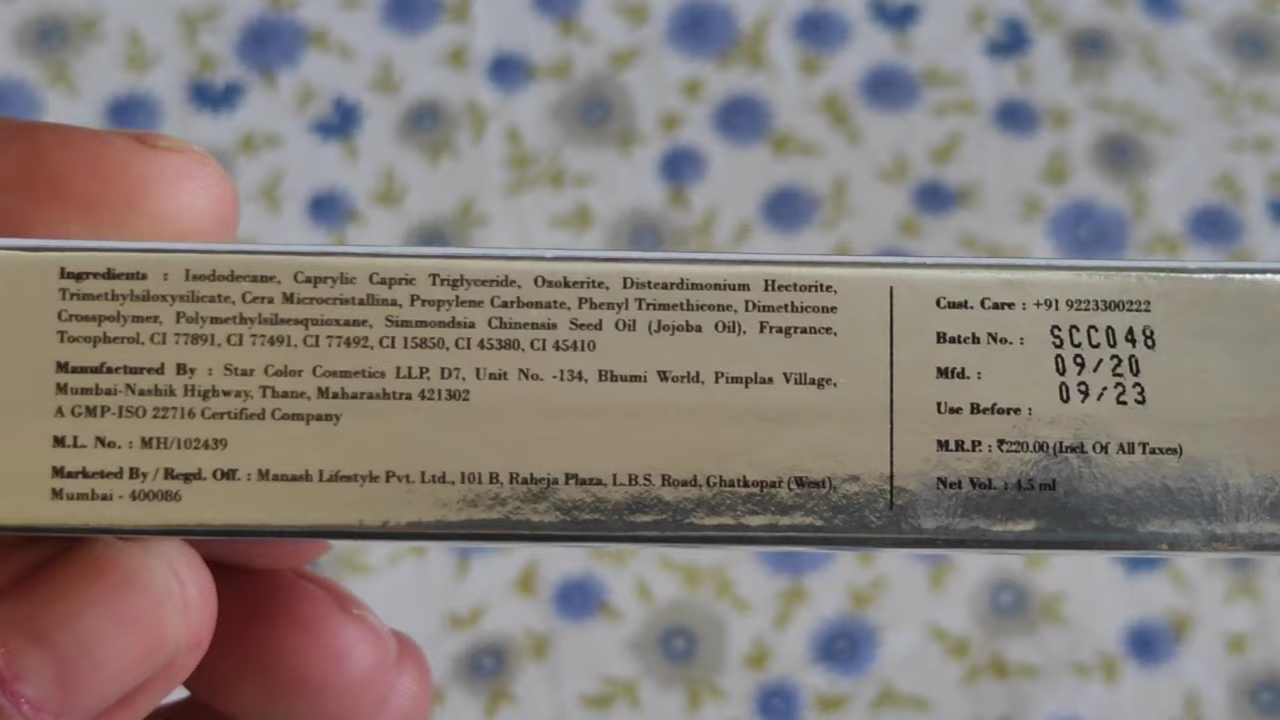 Ingredients : Isododecane, Caprylic Capric Triglyceride, Ozokerite, Disteardimonium Hectorite,
Trimethylsiloxysilicate, Cera Microcristallina, Propylene Carbonate, Phenyl Trimethicone, Dimethicone
Crosspolymer, Polymethylsilsesquioxane, Simmondsia Chinensis Seed Oil (Jojoba Oil), Fragrance,
Tocopherol, CI 77891, CI 77491, CI 77492, CI 15850, CI 45380, CI 45410
Manufactured By : Star Color Cosmetics LLP, D7, Unit No. -134, Bhumi World, Pimplas Village,
Mumbai-Nashik Highway, Thane, Maharashtra 421302
A GMP-ISO 22716 Certified Company
M.L. No. : MH/102439
Marketed By / Regd. Off. : Manash Lifestyle Pvt. Ltd., 101 B, Raheja Plaza, L.B.S. Road, Ghatkopar (West),
Mumbai - 400086
Cust. Care : +91 9223300222
Batch No. : SCC048
Mfd. : 09/20
Use Before : 09/23
M.R.P. : ₹220.00 (Incl. Of All Taxes)
Net Vol. : 4.5 ml